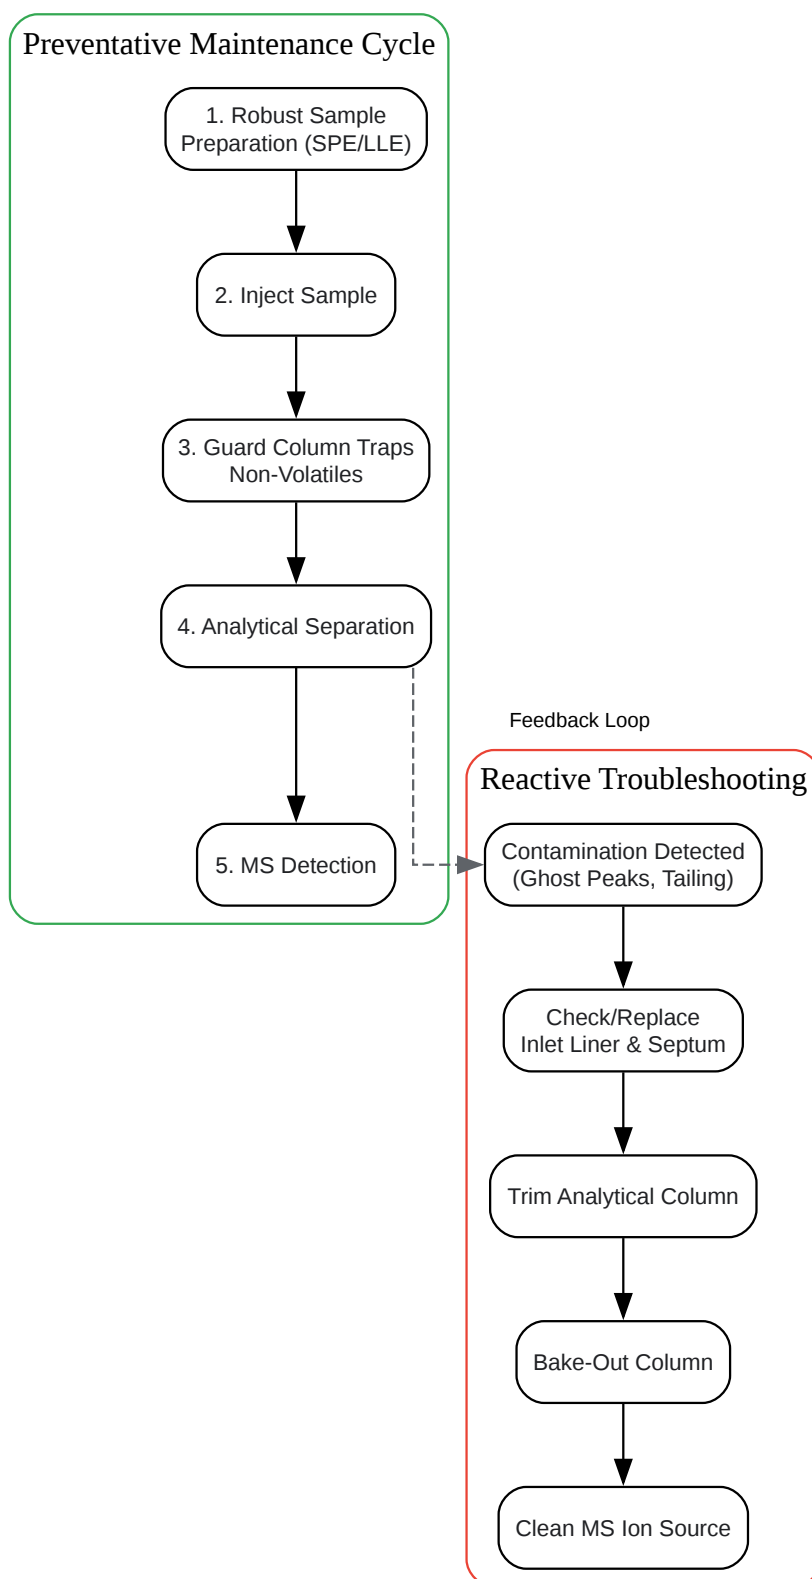 Preventative Maintenance Cycle
1. Robust Sample
Preparation (SPE/LLE)
2. Inject Sample
3. Guard Column Traps
Non-Volatiles
4. Analytical Separation
5. MS Detection
Feedback Loop
Reactive Troubleshooting
Contamination Detected
(Ghost Peaks, Tailing)
Check/Replace
Inlet Liner & Septum
Trim Analytical Column
Bake-Out Column
Clean MS Ion Source